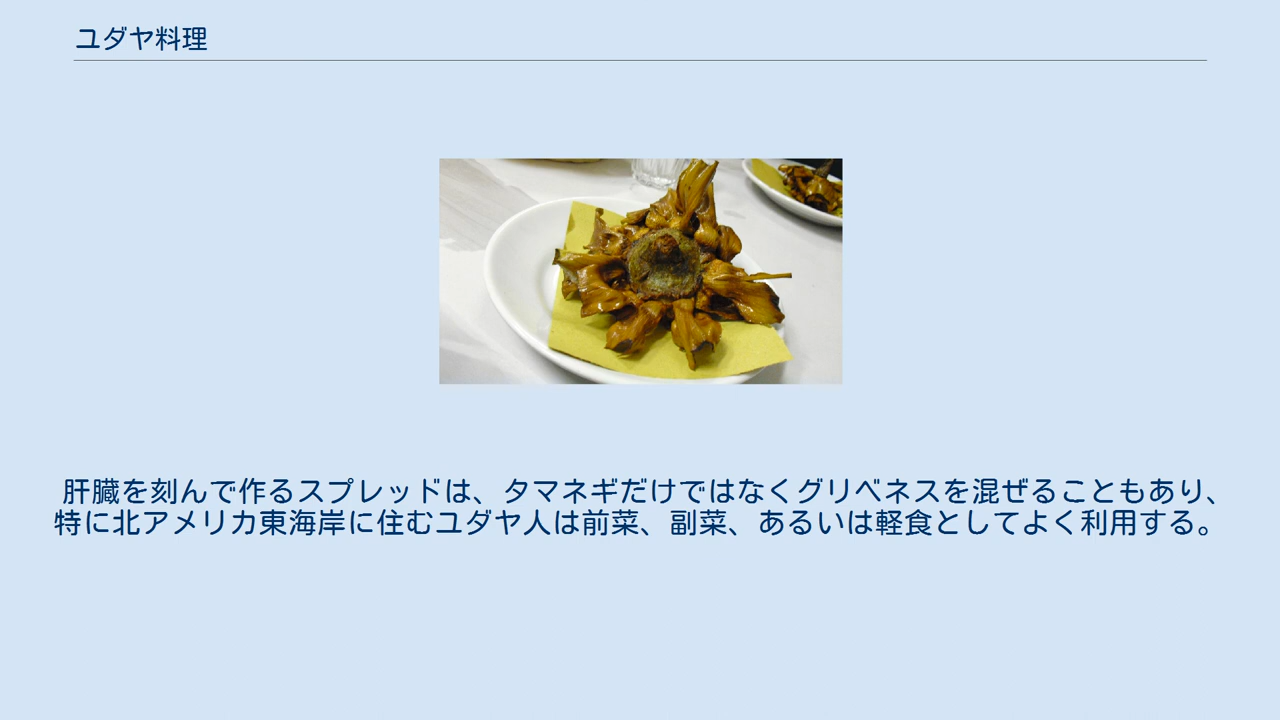 ユダヤ料理
肝臓を刻んで作るスプレッドは、タマネギだけではなくグリベネスを混ぜることもあり、
特に北アメリカ東海岸に住むユダヤ人は前菜、副菜、あるいは軽食としてよく利用する。